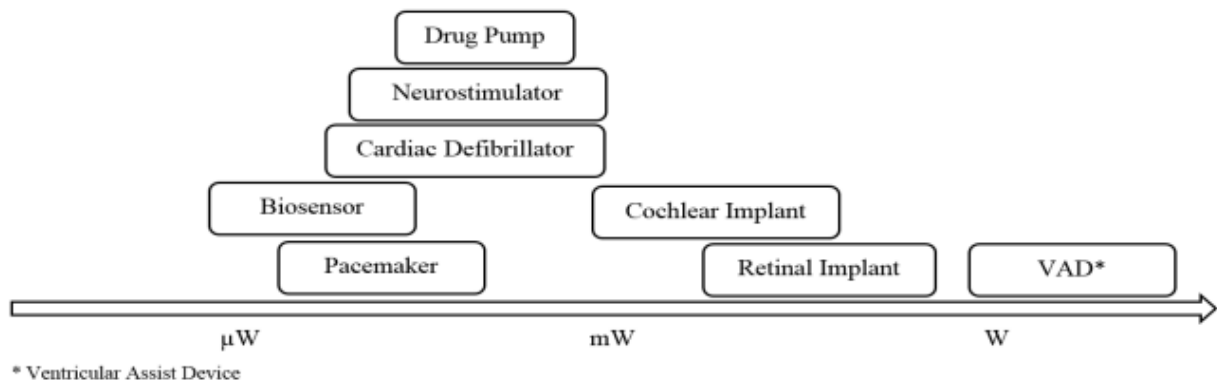 Drug Pump
Neurostimulator
Cardiac Defibrillator
Biosensor
Cochlear Implant
Pacemaker
Retinal Implant
VAD*
µW
mW
W
* Ventricular Assist Device